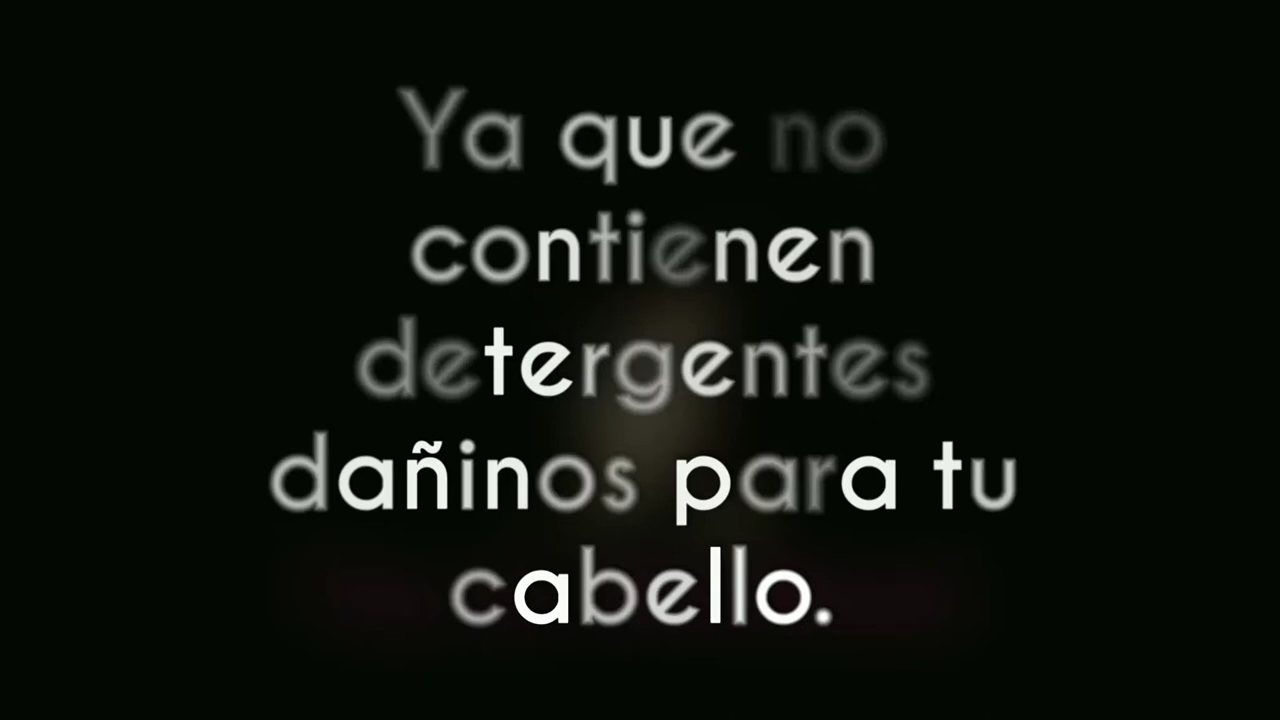 Ya que no
contienen
detergentes
dañinos para tu
cabello.